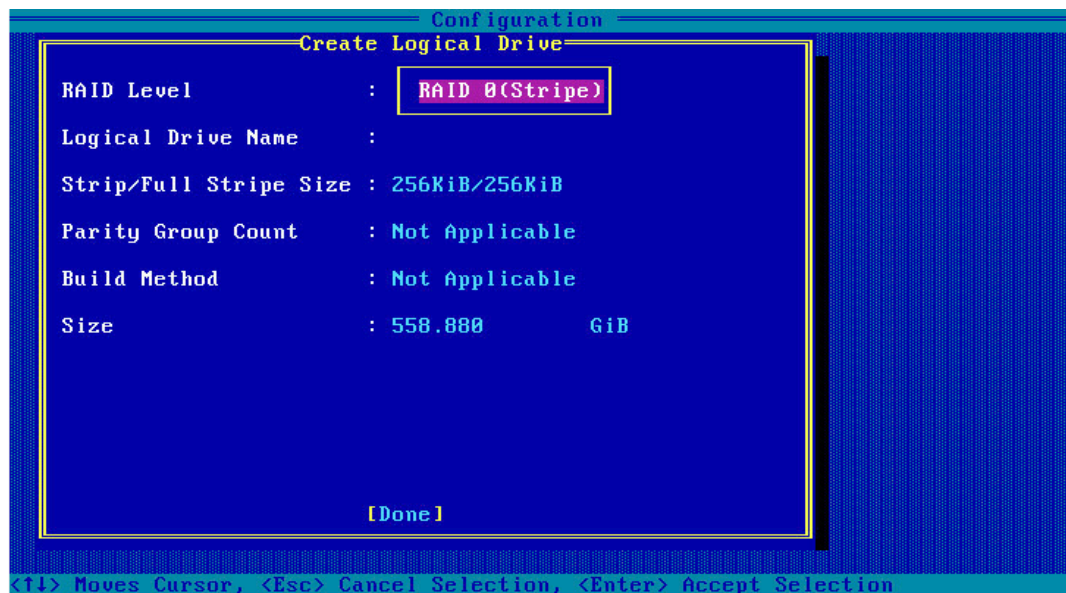 Configuration
Create Logical Drive
RAID Level : RAID 0(Stripe)
Logical Drive Name :
Strip/Full Stripe Size : 256KiB/256KiB
Parity Group Count : Not Applicable
Build Method : Not Applicable
Size : 558.880 GiB
[Done]
<↑↓> Moves Cursor, <Esc> Cancel Selection, <Enter> Accept Selection